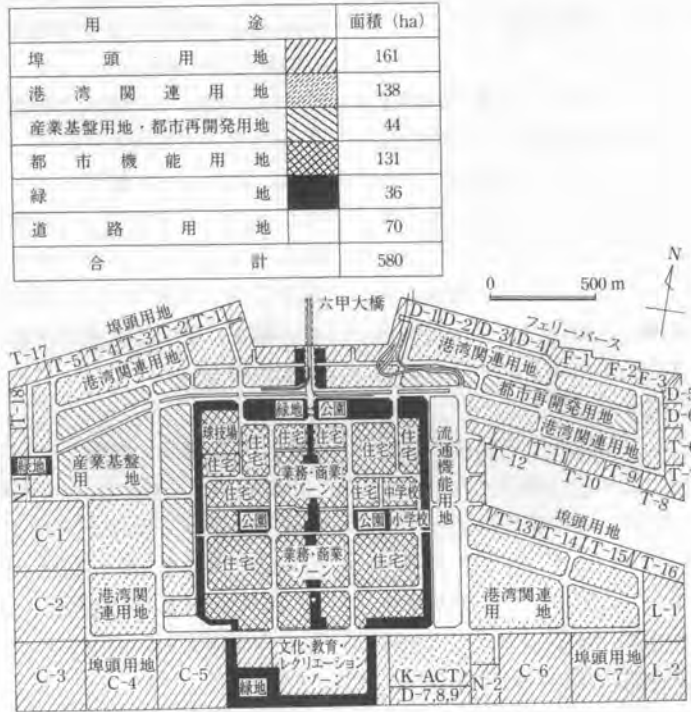 用途 面積 (ha)
埠頭用地 161
港湾関連用地 138
産業基盤用地・都市再開発用地 44
都市機能用地 131
緑地 36
道路用地 70
合計 580
N
0 500 m
六甲大橋
D-1 D-2 D-3 D-4 フェリーバース
F-1 F-2 F-3
埠頭用地
T-17 T-5 T-4 T-3 T-2 T-1
港湾関連用地
港湾関連用地
都市再開発用地
港湾関連用地
D-5
T-6
T-7
T-18
緑地
N-1
産業基盤用地
緑地 公園
球技場 住宅 住宅 住宅 住宅 住宅
業務・商業ゾーン
住宅 住宅 中学校
公園 公園 小学校
住宅 業務・商業ゾーン 住宅
流通機能用地
T-12 T-11 T-10 T-9 T-8
埠頭用地
T-13 T-14 T-15 T-16
C-1
C-2
港湾関連用地
港湾関連用地
L-1
C-3 埠頭用地 C-4 C-5
文化・教育・レクリエーションゾーン
緑地
(K-ACT)
D-7,8,9
N-2
C-6 埠頭用地 C-7 L-2